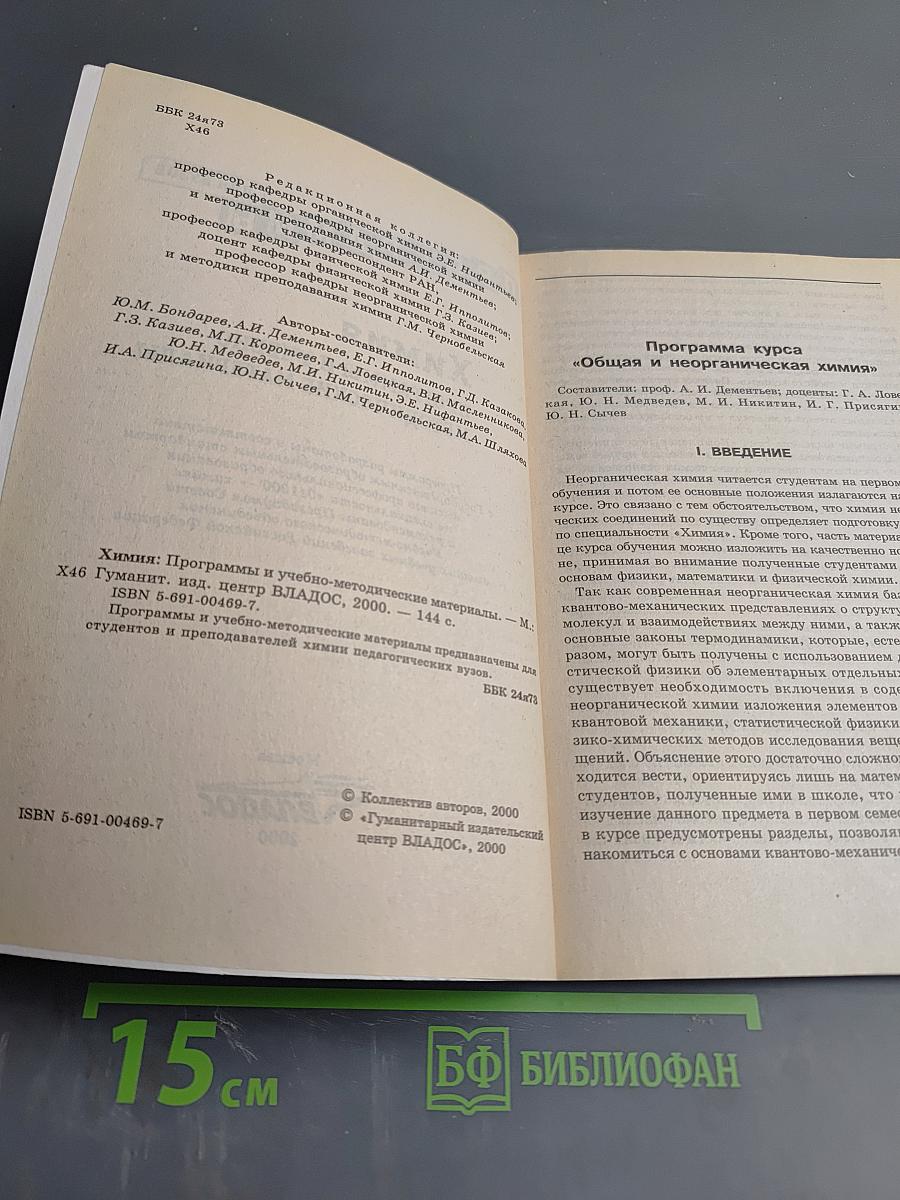 ББК 24я73
Х46
Редакционная коллегия:
профессор кафедры органической химии Э.Е. Нифантьев;
профессор кафедры неорганической химии
и методики преподавания химии А.И. Дементьев;
член-корреспондент РАН,
профессор кафедры физической химии Е.Г. Ипполитов;
доцент кафедры физической химии Г.З. Казиев;
профессор кафедры неорганической химии
и методики преподавания химии Г.М. Чернобельская
Авторы-составители:
Ю.М. Бондарев, А.И. Дементьев, Е.Г. Ипполитов, Г.Д. Казакова,
Г.З. Казиев, М.П. Коротеев, Г.А. Ловецкая, В.И. Масленникова,
Ю.Н. Медведев, М.И. Никитин, Э.Е. Нифантьев,
И.А. Присягина, Ю.Н. Сычев, Г.М. Чернобельская, М.А. Шляхова
Химия: Программы и учебно-методические материалы. — М.:
Х46 Гуманит. изд. центр ВЛАДОС, 2000. — 144 с.
ISBN 5-691-00469-7.
Программы и учебно-методические материалы предназначены для
студентов и преподавателей химии педагогических вузов.
ББК 24я73
© Коллектив авторов, 2000
© «Гуманитарный издательский
центр ВЛАДОС», 2000
ISBN 5-691-00469-7
Программа курса
«Общая и неорганическая химия»
Составители: проф. А. И. Дементьев; доценты: Г. А. Лове
кая, Ю. Н. Медведев, М. И. Никитин, И. Г. Присяги
Ю. Н. Сычев
I. ВВЕДЕНИЕ
Неорганическая химия читается студентам на первом
обучения и потом ее основные положения излагаются на
курсе. Это связано с тем обстоятельством, что химия не
ческих соединений по существу определяет подготовку
по специальности «Химия». Кроме того, часть материа
це курса обучения можно изложить на качественно но
не, принимая во внимание полученные студентами
основам физики, математики и физической химии.
Так как современная неорганическая химия баз
квантово-механических представлениях о структу
молекул и взаимодействиях между ними, а такж
основные законы термодинамики, которые, есте
разом, могут быть получены с использованием
стической физики об элементарных отдельных
существует необходимость включения в соде
неорганической химии изложения элементов
квантовой механики, статистической физики
зико-химических методов исследования веще
щений. Объяснение этого достаточно сложно
ходится вести, ориентируясь лишь на матем
студентов, полученные ими в школе, что
изучение данного предмета в первом семес
в курсе предусмотрены разделы, позволя
накомиться с основами квантово-механиче
15 см
БФ БИБЛИОФАН